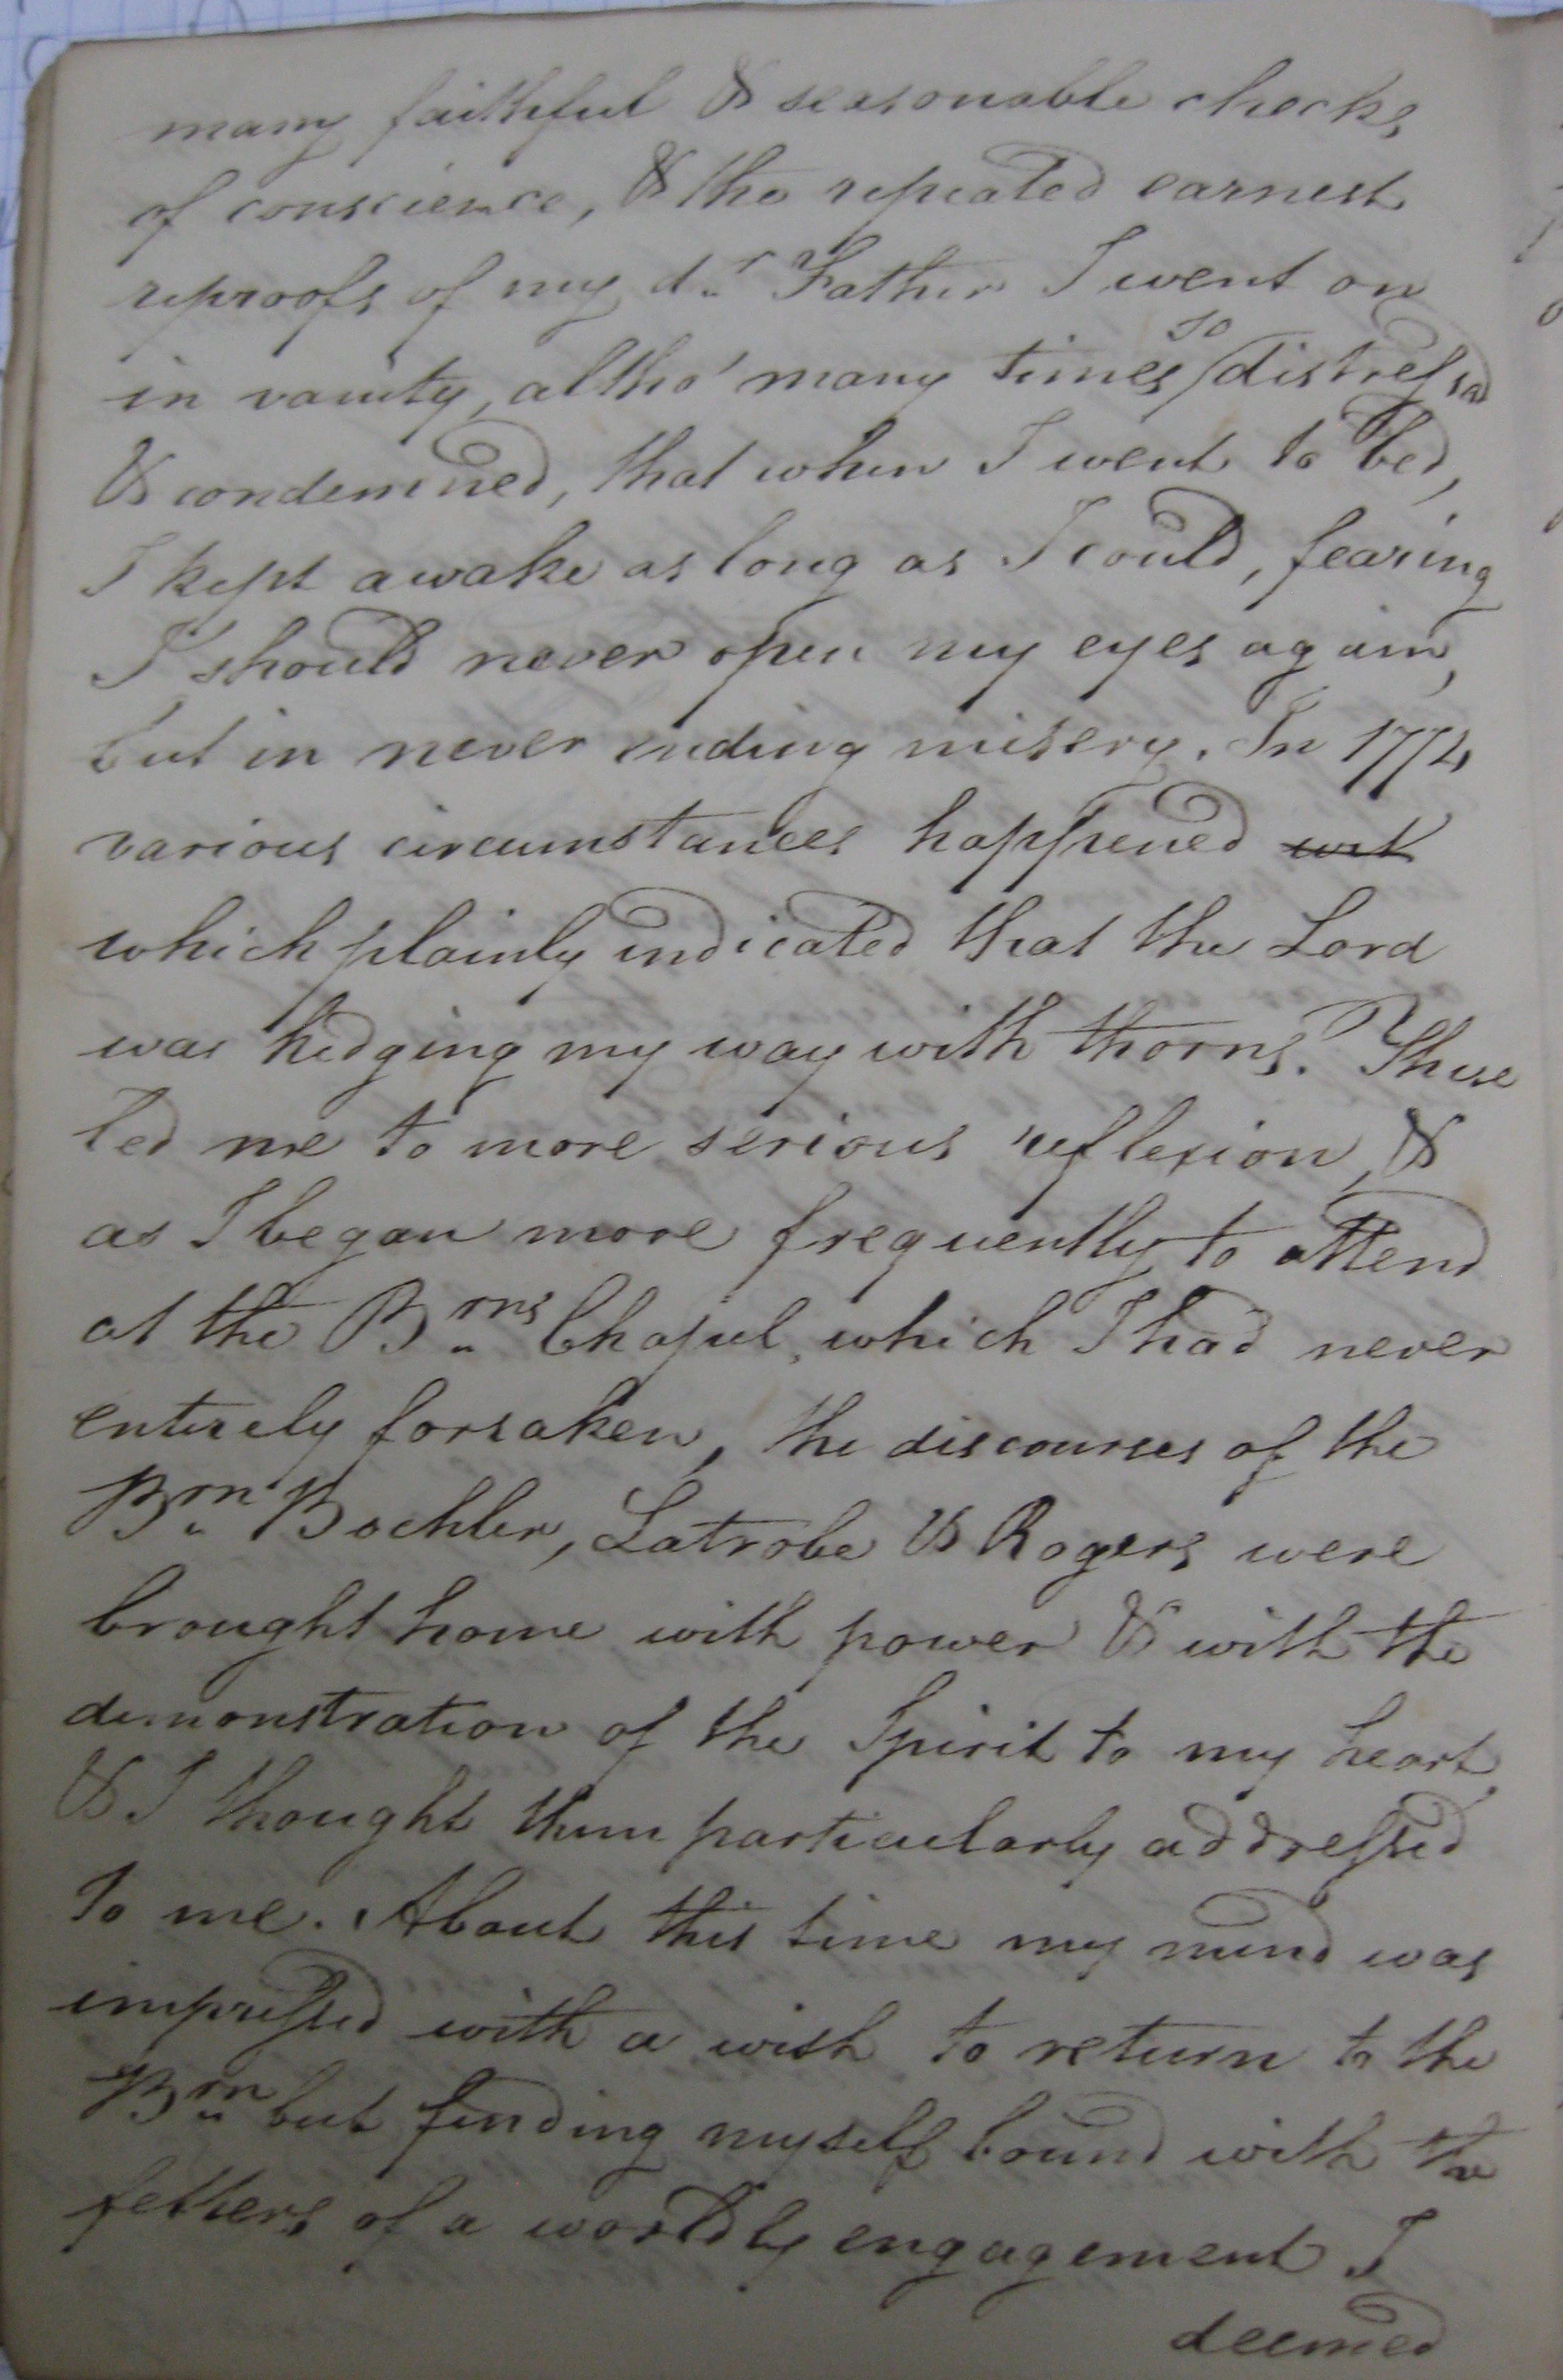 many faithful & seasonable checks
of conscience, & the repeated earnest
reproofs of my dr Father I went on
in vanity, altho' many times so distressed
& condemned, that when I went to bed,
I kept awake as long as I could, fearing
I should never open my eyes again,
but in never ending misery. In 1774
various circumstances happened
which plainly indicated that the Lord
was hedging my way with thorns. These
led me to more serious reflexion, &
as I began more frequently to attend
at the Brns Chapel, which I had never
entirely forsaken, the discourses of the
Brn Boehler, Latrobe & Rogers were
brought home with power & with the
demonstration of the Spirit to my heart,
& I thought them particularly addressed
to me. About this time my mind was
impressed with a wish to return to the
Brn but finding myself bound with the
fetters of a worldly engagement I
deemed